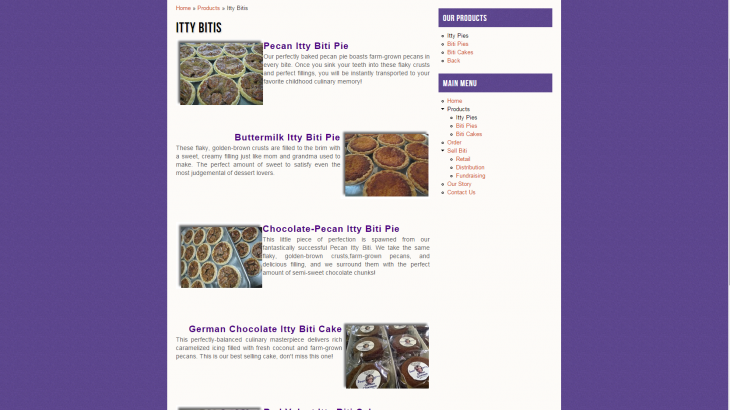 Home » Products » Itty Bitis
ITTY BITIS
Pecan Itty Biti Pie
Our perfectly baked pecan pie boasts farm-grown pecans in
every bite. Once you sink your teeth into these flaky crusts
and perfect fillings, you will be instantly transported to your
favorite childhood culinary memory!
Buttermilk Itty Biti Pie
These flaky, golden-brown crusts are filled to the brim with
a sweet, creamy filling just like mom and grandma used to
make. The perfect amount of sweet to satisfy even the
most judgemental of dessert lovers.
Chocolate-Pecan Itty Biti Pie
This little piece of perfection is spawned from our
fantastically successful Pecan Itty Biti. We take the same
flaky, golden-brown crusts,farm-grown pecans, and
delicious filling, and we surround them with the perfect
amount of semi-sweet chocolate chunks!
German Chocolate Itty Biti Cake
This perfectly-balanced culinary masterpiece delivers rich
caramelized icing filled with fresh coconut and farm-grown
pecans. This is our best selling cake, don't miss this one!
OUR PRODUCTS
Itty Pies
Biti Pies
Biti Cakes
Back
MAIN MENU
Home
Products
Itty Pies
Biti Pies
Biti Cakes
Order
Sell Biti
Retail
Distribution
Fundraising
Our Story
Contact Us